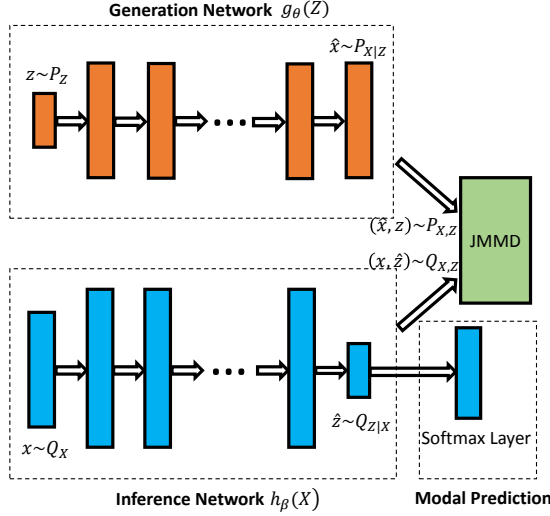 Generation Network g_θ(Z)
z~P_Z
x̂~P_{X|Z}
(x̂, z)~P_{X,Z}
JMMD
(x, ẑ)~Q_{X,Z}
x~Q_X
ẑ~Q_{Z|X}
Softmax Layer
Inference Network h_β(X)
Modal Prediction